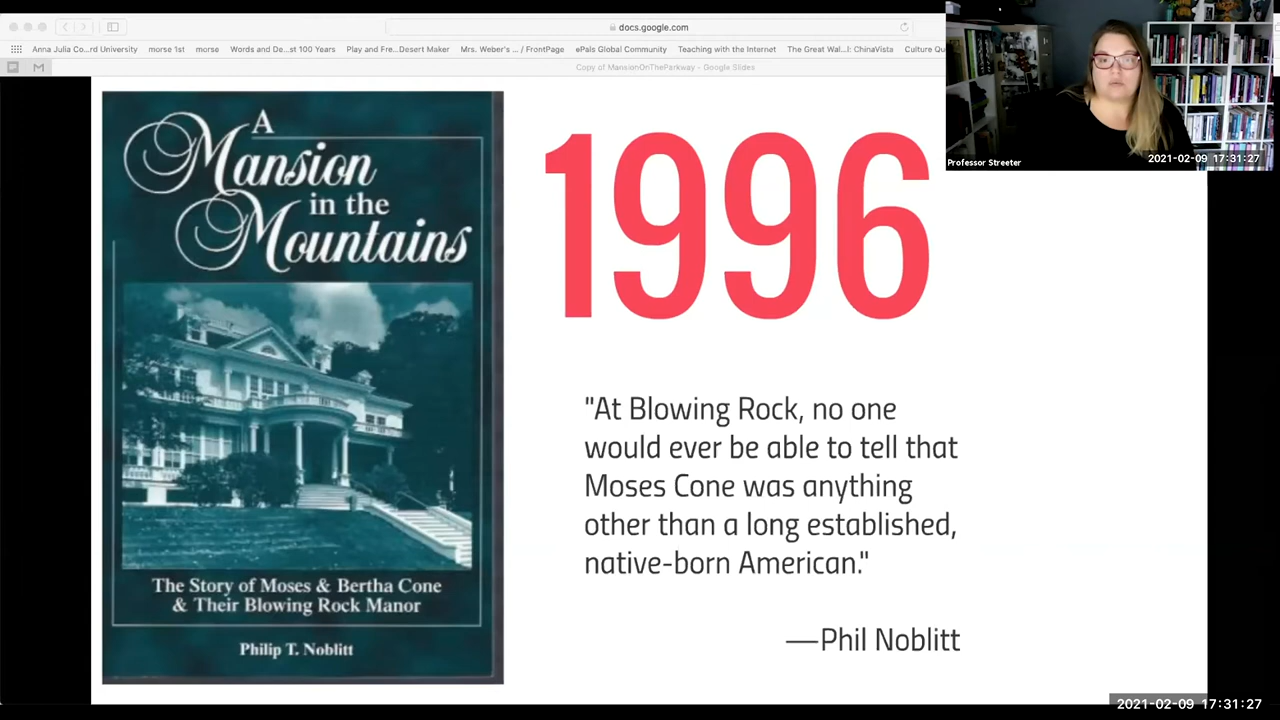 docs.google.com
Anna Julia Co...rd University morse 1st morse Words and De...st 100 Years Play and Fre...Desert Maker Mrs. Weber's ... / FrontPage ePals Global Community Teaching with the Internet The Great Wal...l: ChinaVista Culture Qu
Copy of MansionOnTheParkway - Google Slides
Professor Streeter
2021-02-09 17:31:27
A
Mansion
in the
Mountains
The Story of Moses & Bertha Cone
& Their Blowing Rock Manor
Philip T. Noblitt
1996
"At Blowing Rock, no one
would ever be able to tell that
Moses Cone was anything
other than a long established,
native-born American."
—Phil Noblitt
2021-02-09 17:31:27